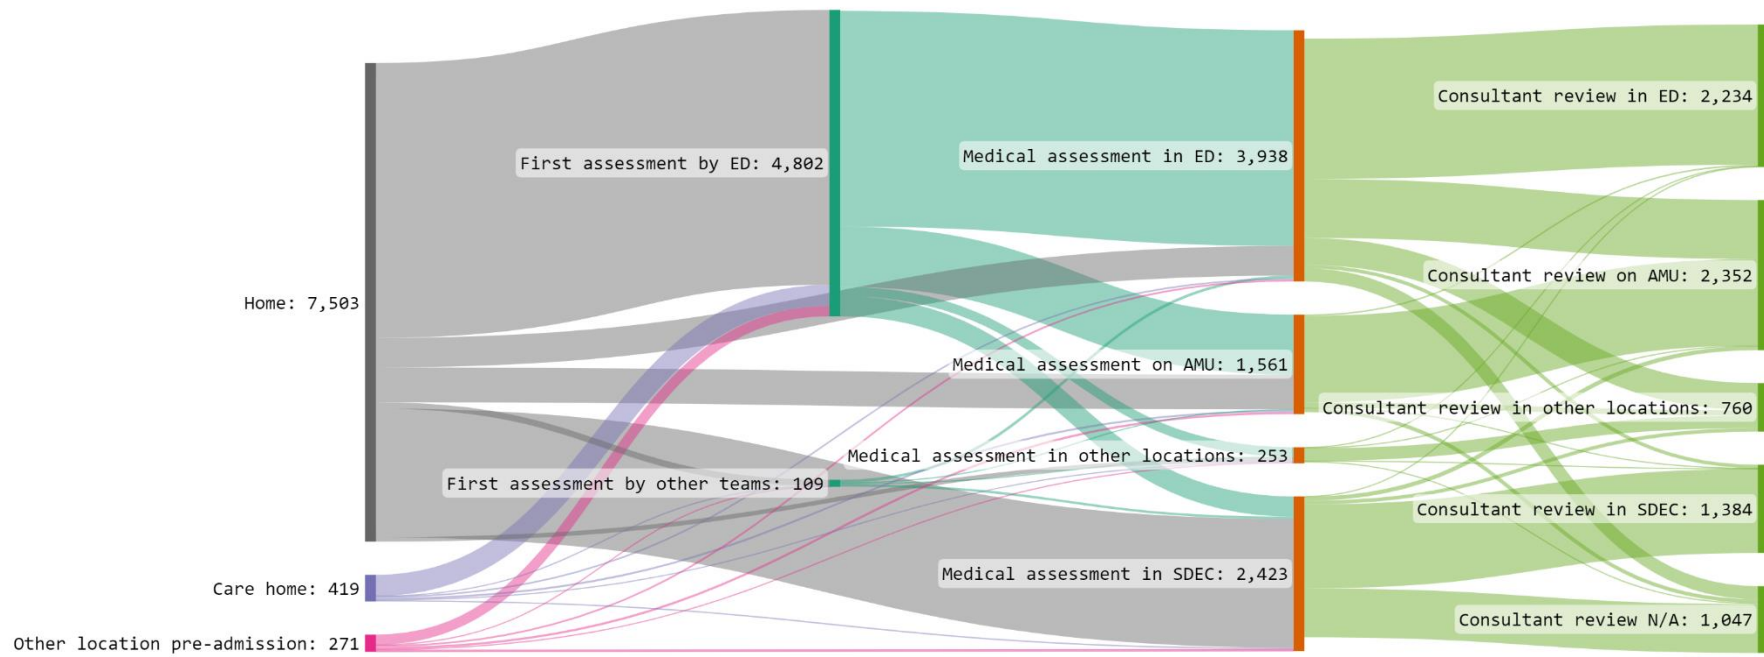 Home: 7,503
Care home: 419
Other location pre-admission: 271
First assessment by ED: 4,802
First assessment by other teams: 109
Medical assessment in ED: 3,938
Medical assessment on AMU: 1,561
Medical assessment in other locations: 253
Medical assessment in SDEC: 2,423
Consultant review in ED: 2,234
Consultant review on AMU: 2,352
Consultant review in other locations: 760
Consultant review in SDEC: 1,384
Consultant review N/A: 1,047